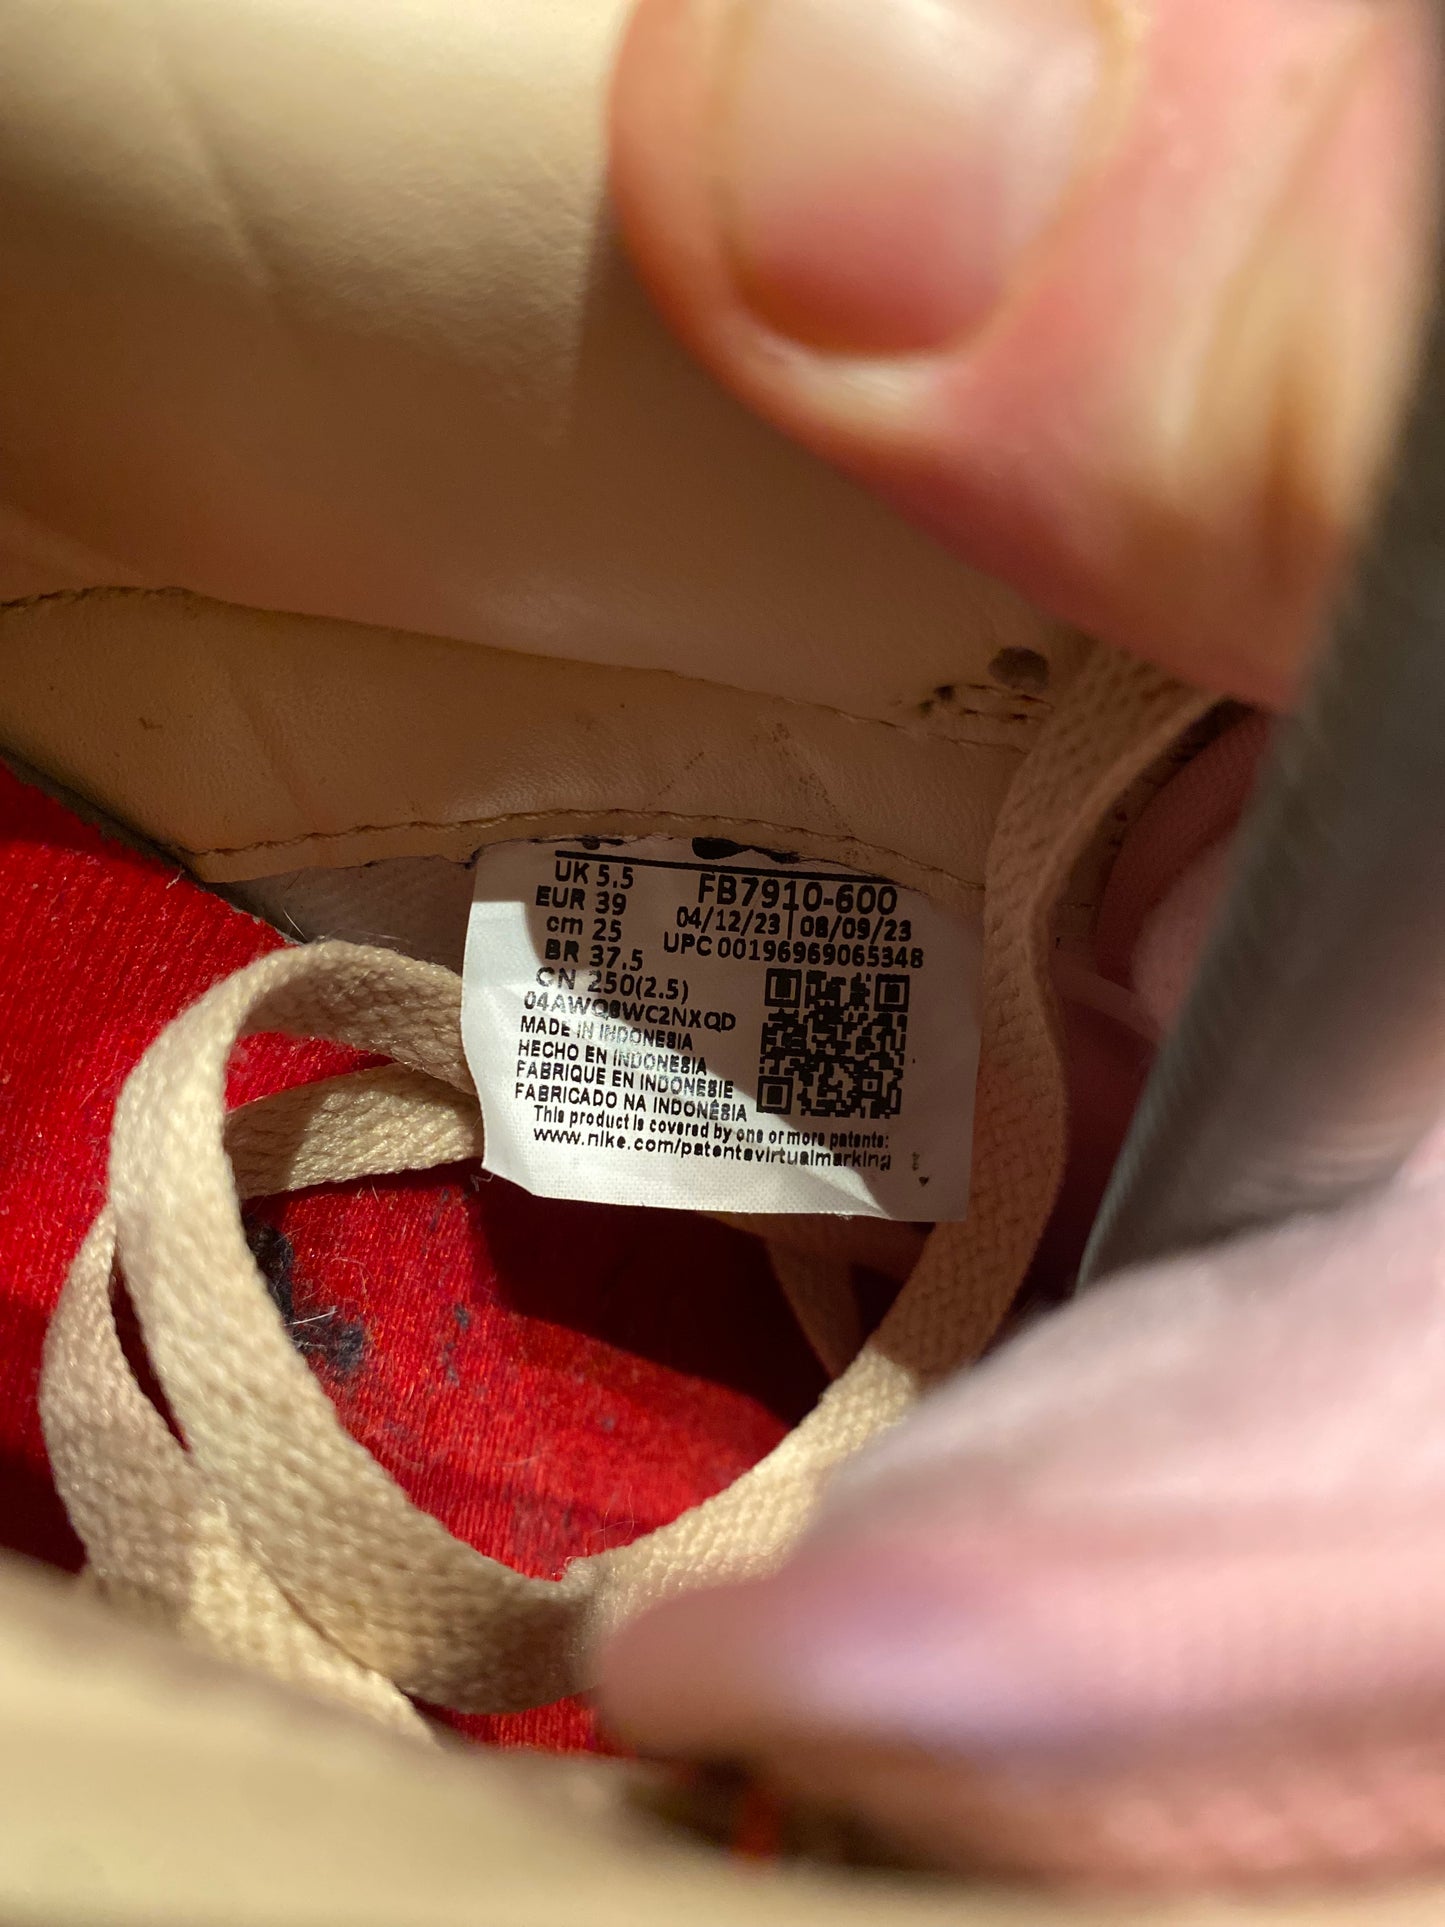 UK 5.5
EUR 39
cm 25
BR 37.5
CN 250(2.5)
FB7910-600
04/12/23 | 08/09/23
UPC 00196969065348
04AWQ8WC2NXQD
MADE IN INDONESIA
HECHO EN INDONESIA
FABRIQUE EN INDONESIE
FABRICADO NA INDONÉSIA
This product is covered by one or more patents:
www.nike.com/patentsvirtualmarking